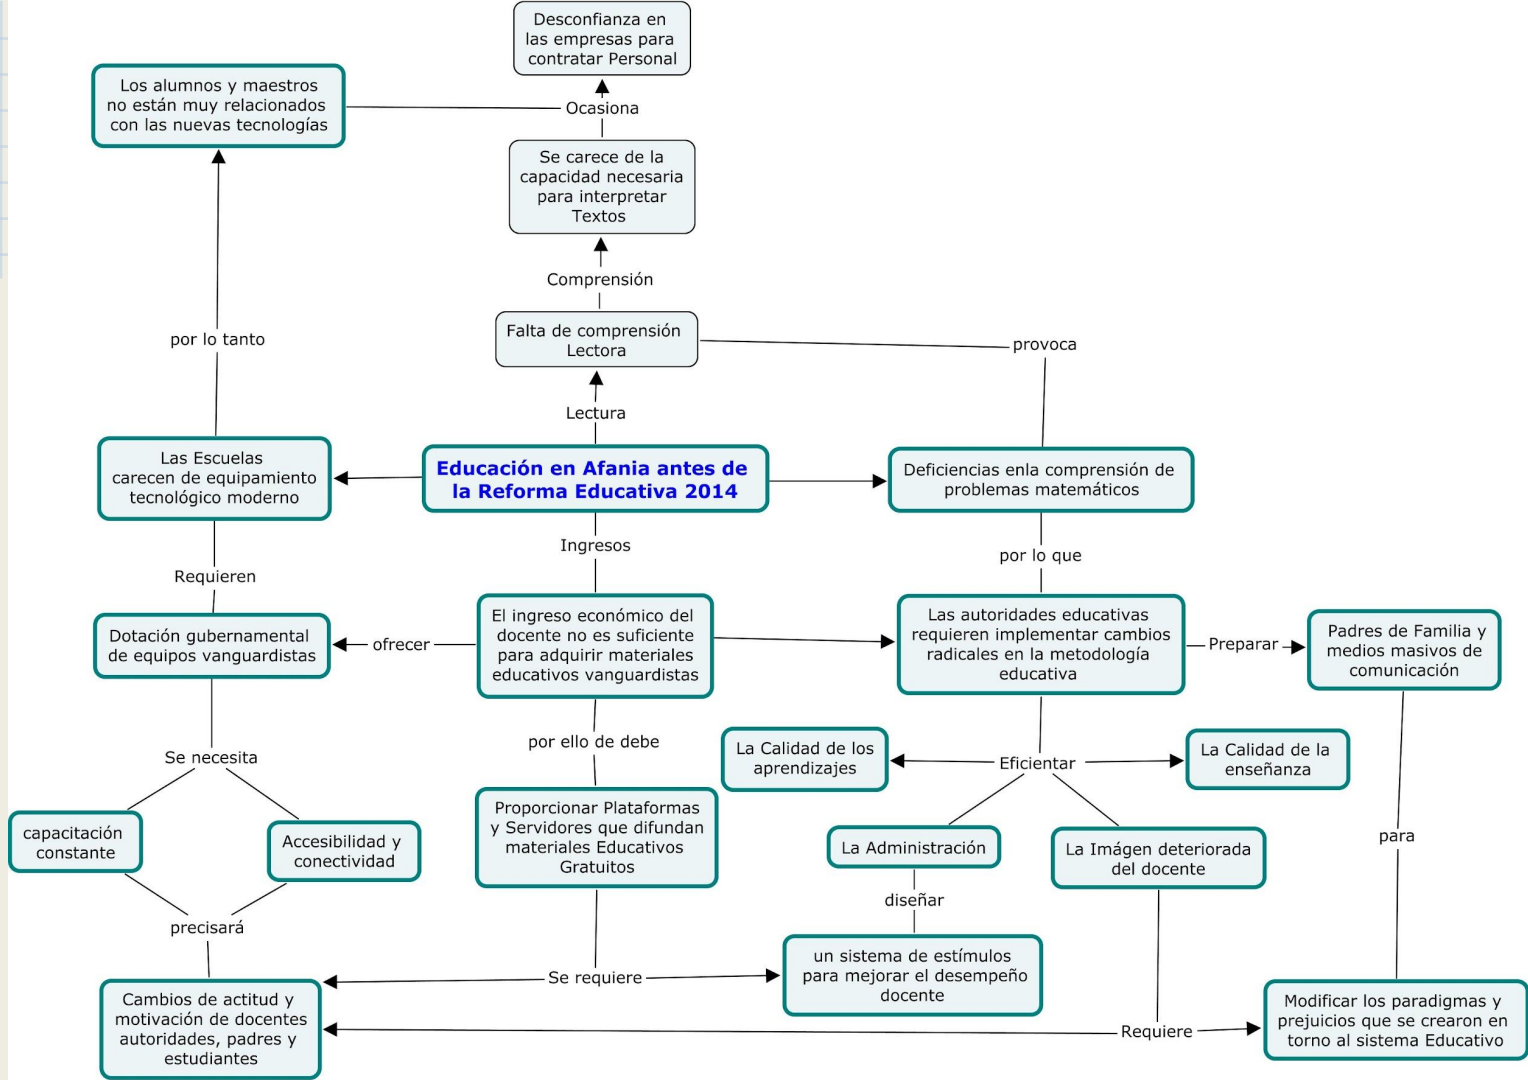 Desconfianza en
las empresas para
contratar Personal
Los alumnos y maestros
no están muy relacionados
con las nuevas tecnologías
Ocasiona
Se carece de la
capacidad necesaria
para interpretar
Textos
Comprensión
Falta de comprensión
Lectora
provoca
por lo tanto
Lectura
Las Escuelas
carecen de equipamiento
tecnológico moderno
Educación en Afania antes de
la Reforma Educativa 2014
Deficiencias enla comprensión de
problemas matemáticos
Ingresos
por lo que
Requieren
Dotación gubernamental
de equipos vanguardistas
ofrecer
El ingreso económico del
docente no es suficiente
para adquirir materiales
educativos vanguardistas
Las autoridades educativas
requieren implementar cambios
radicales en la metodología
educativa
Preparar
Padres de Familia y
medios masivos de
comunicación
Se necesita
por ello de debe
La Calidad de los
aprendizajes
Eficientar
La Calidad de la
enseñanza
capacitación
constante
Accesibilidad y
conectividad
Proporcionar Plataformas
y Servidores que difundan
materiales Educativos
Gratuitos
La Administración
La Imágen deteriorada
del docente
para
precisará
diseñar
Se requiere
un sistema de estímulos
para mejorar el desempeño
docente
Cambios de actitud y
motivación de docentes
autoridades, padres y
estudiantes
Requiere
Modificar los paradigmas y
prejuicios que se crearon en
torno al sistema Educativo